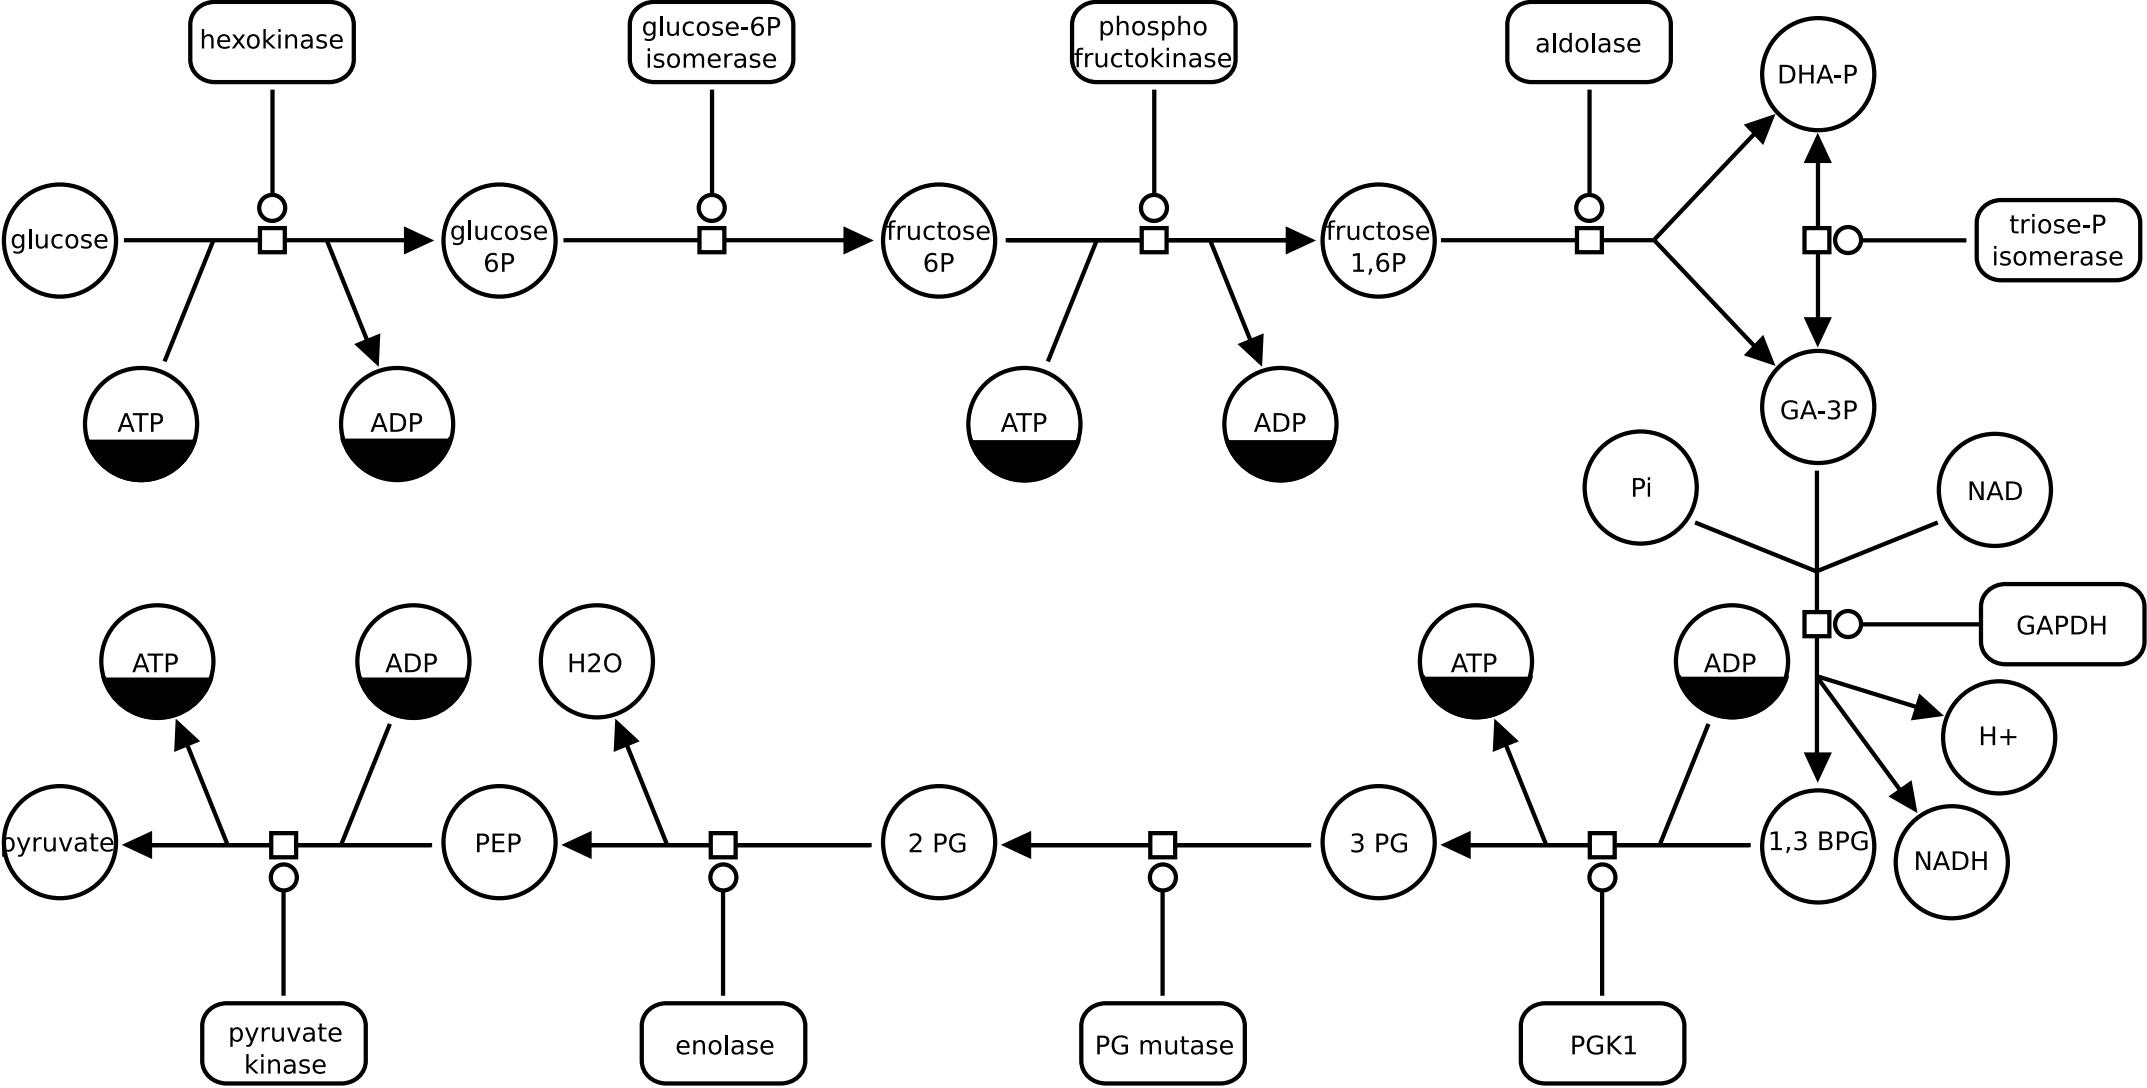 hexokinase
glucose-6P
isomerase
phospho
fructokinase
aldolase
DHA-P
glucose
glucose
6P
fructose
6P
fructose
1,6P
triose-P
isomerase
ATP
ADP
ATP
ADP
GA-3P
Pi
NAD
GAPDH
ATP
ADP
H2O
ATP
ADP
H+
pyruvate
PEP
2 PG
3 PG
1,3 BPG
NADH
pyruvate
kinase
enolase
PG mutase
PGK1